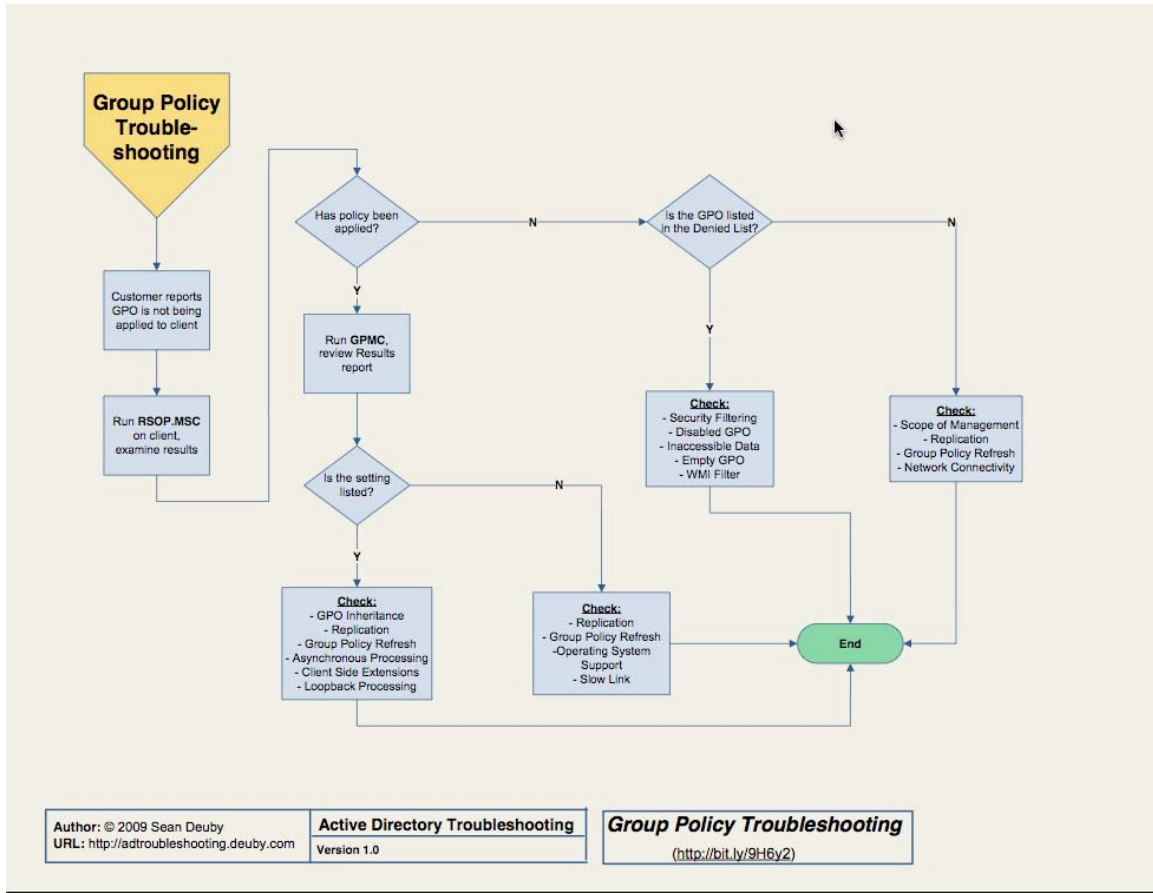 Group Policy
Trouble-
shooting
Customer reports
GPO is not being
applied to client
Run RSOP.MSC
on client,
examine results
Has policy been
applied?
N
Y
Run GPMC,
review Results
report
Is the setting
listed?
N
Y
Check:
- GPO Inheritance
- Replication
- Group Policy Refresh
- Asynchronous Processing
- Client Side Extensions
- Loopback Processing
Check:
- Replication
- Group Policy Refresh
-Operating System
Support
- Slow Link
Is the GPO listed
in the Denied List?
N
Y
Check:
- Security Filtering
- Disabled GPO
- Inaccessible Data
- Empty GPO
- WMI Filter
Check:
- Scope of Management
- Replication
- Group Policy Refresh
- Network Connectivity
End
Author: © 2009 Sean Deuby
URL: http://adtroubleshooting.deuby.com
Active Directory Troubleshooting
Version 1.0
Group Policy Troubleshooting
(http://bit.ly/9H6y2)